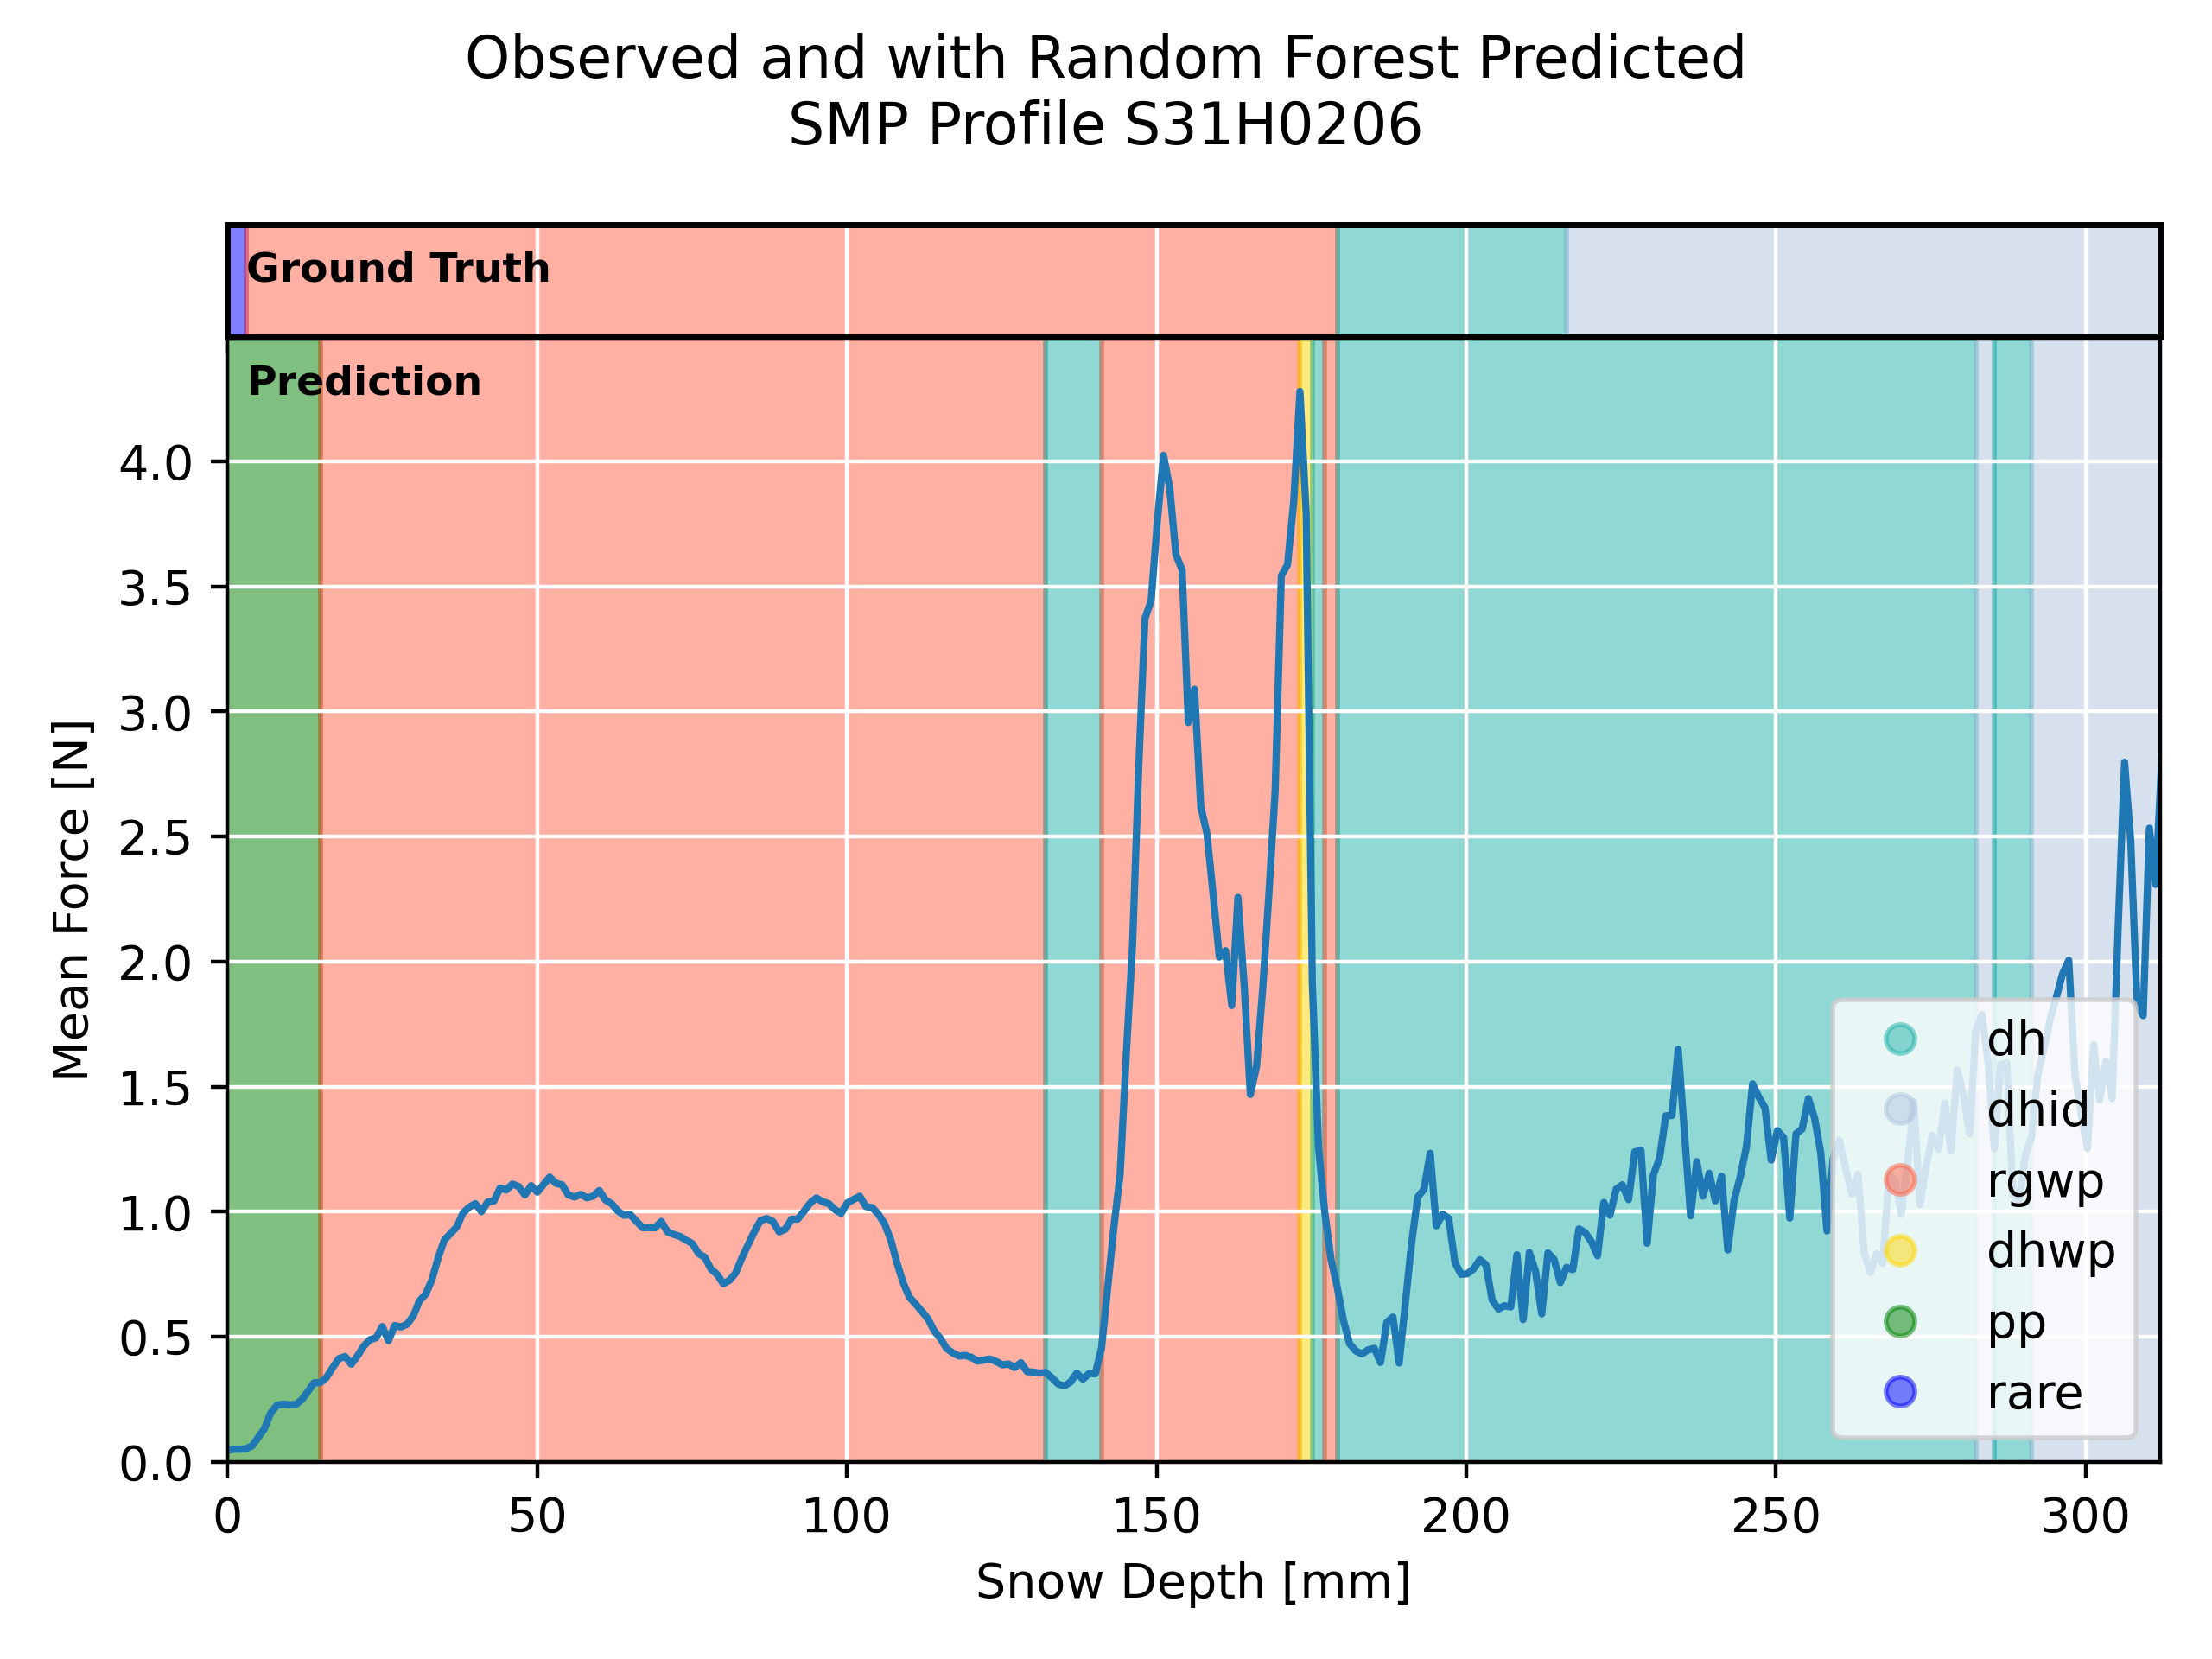 Observed and with Random Forest Predicted
SMP Profile S31H0206
Ground Truth
Prediction
4.0
3.5
3.0
2.5
2.0
1.5
1.0
0.5
0.0
Mean Force [N]
dh
dhid
rgwp
dhwp
pp
rare
0 50 100 150 200 250 300
Snow Depth [mm]